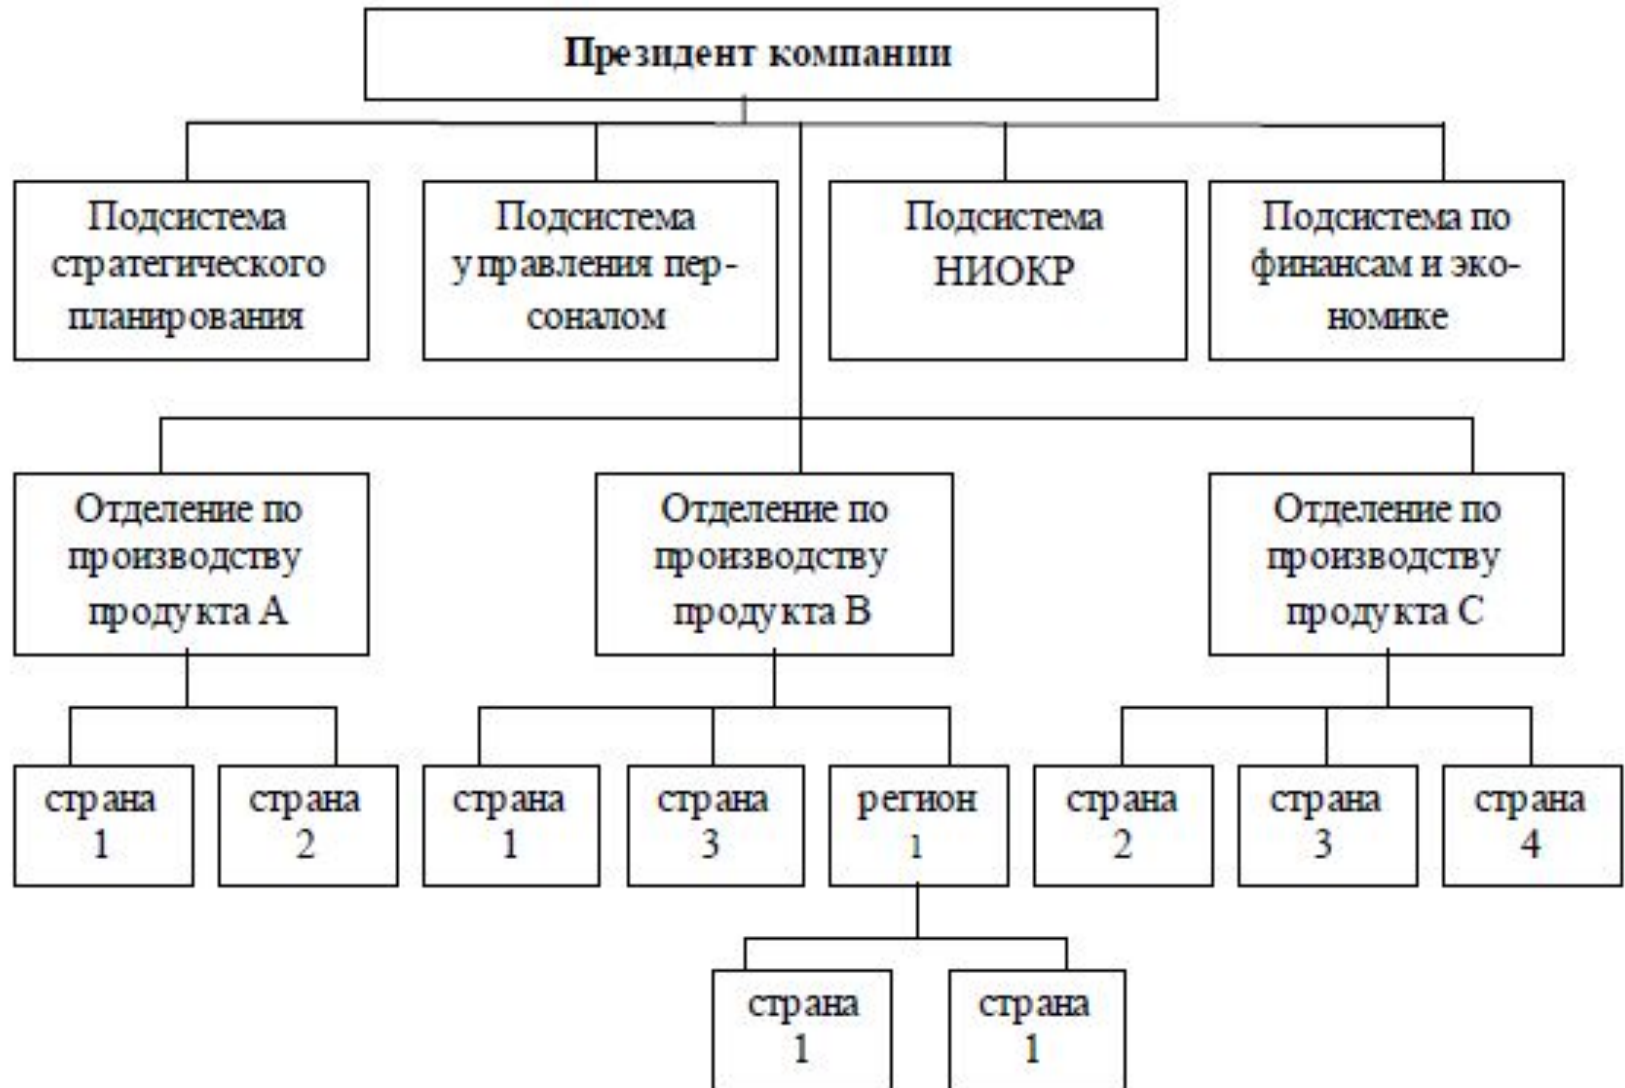 Президент компании
Подсистема
стратегического
планирования
Подсистема
управления пер-
соналом
Подсистема
НИОКР
Подсистема по
финансам и эко-
номике
Отделение по
производству
продукта А
Отделение по
производству
продукта В
Отделение по
производству
продукта С
страна
1
страна
2
страна
1
страна
3
регион
1
страна
2
страна
3
страна
4
страна
1
страна
1